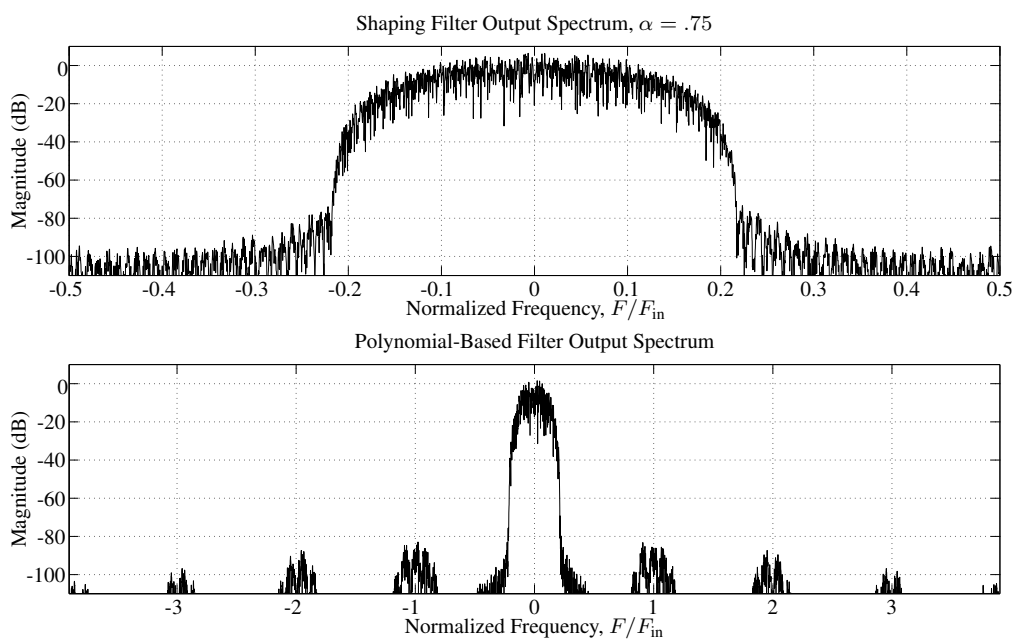 Shaping Filter Output Spectrum, α = .75
Magnitude (dB)
0
-20
-40
-60
-80
-100
-0.5 -0.4 -0.3 -0.2 -0.1 0 0.1 0.2 0.3 0.4 0.5
Normalized Frequency, F/Fin
Polynomial-Based Filter Output Spectrum
Magnitude (dB)
0
-20
-40
-60
-80
-100
-3 -2 -1 0 1 2 3
Normalized Frequency, F/Fin